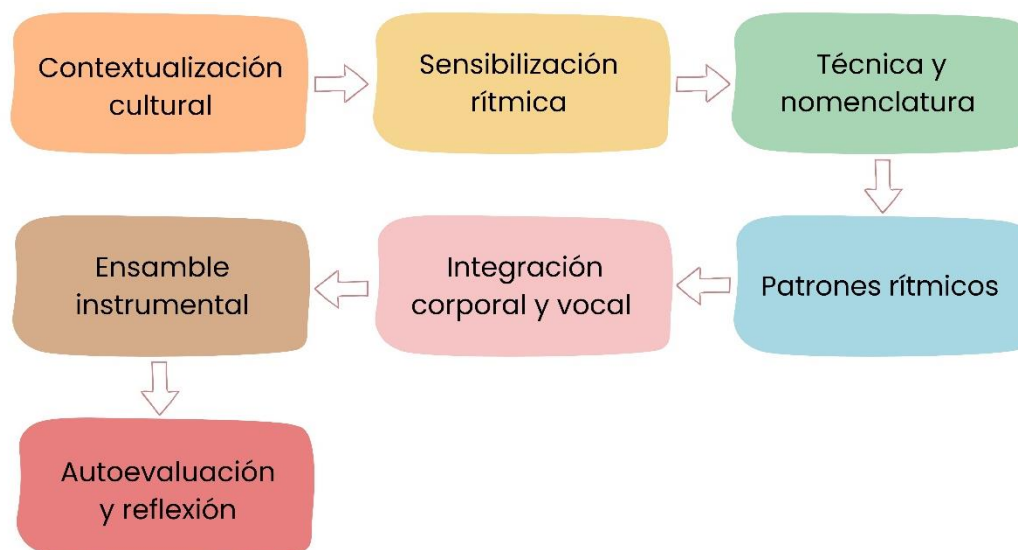 Contextualización
cultural
Sensibilización
rítmica
Técnica y
nomenclatura
Patrones rítmicos
Integración
corporal y vocal
Ensamble
instrumental
Autoevaluación
y reflexión